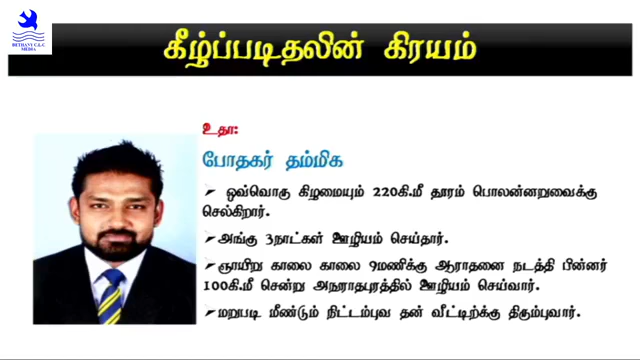 BETHANY C.E.C
MEDIA
கீழ்ப்படிதலின் கிரயம்
உதா:
போதகர் தம்மிக
➢ ஒவ்வொகு கிழமையும் 220கி.மீ தூரம் பொலன்னறுவைக்கு
செல்கிறார்.
➢அங்கு 3நாட்கள் ஊழியம் செய்தார்.
➢ஞாயிறு காலை காலை 9மணிக்கு ஆராதனை நடத்தி பின்னர்
100கி.மீ சென்று அநராதபுரத்தில் ஊழியம் செய்வார்.
➢மறுபடி மீண்டும் நிட்டம்புவ தன் வீட்டிற்க்கு திகும்புவார்.